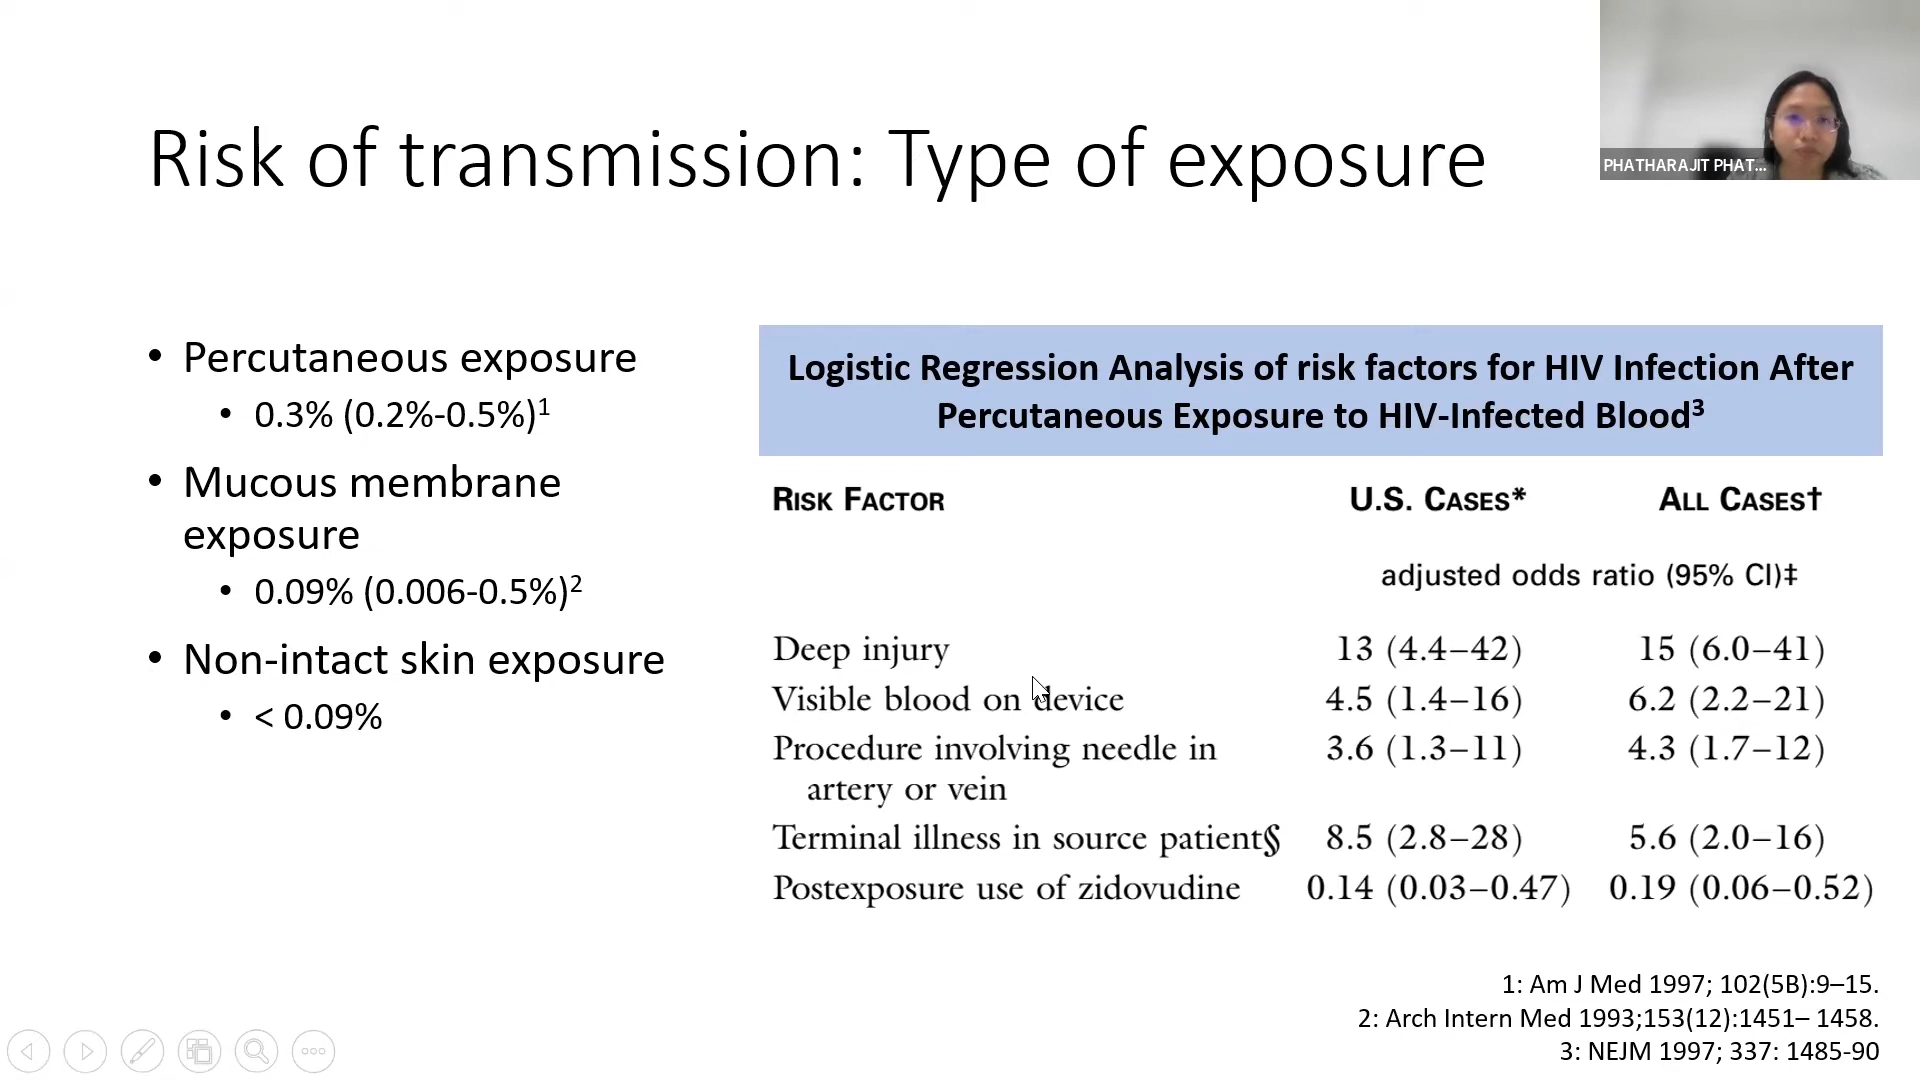 Risk of transmission: Type of exposure
PHATHARAJIT PHAT...
• Percutaneous exposure
• 0.3% (0.2%-0.5%)¹
• Mucous membrane
exposure
• 0.09% (0.006-0.5%)²
• Non-intact skin exposure
• < 0.09%
Logistic Regression Analysis of risk factors for HIV Infection After
Percutaneous Exposure to HIV-Infected Blood³
RISK FACTOR U.S. CASES* ALL CASES†
adjusted odds ratio (95% CI)‡
Deep injury 13 (4.4–42) 15 (6.0–41)
Visible blood on device 4.5 (1.4–16) 6.2 (2.2–21)
Procedure involving needle in 3.6 (1.3–11) 4.3 (1.7–12)
artery or vein
Terminal illness in source patient§ 8.5 (2.8–28) 5.6 (2.0–16)
Postexposure use of zidovudine 0.14 (0.03–0.47) 0.19 (0.06–0.52)
1: Am J Med 1997; 102(5B):9–15.
2: Arch Intern Med 1993;153(12):1451– 1458.
3: NEJM 1997; 337: 1485-90